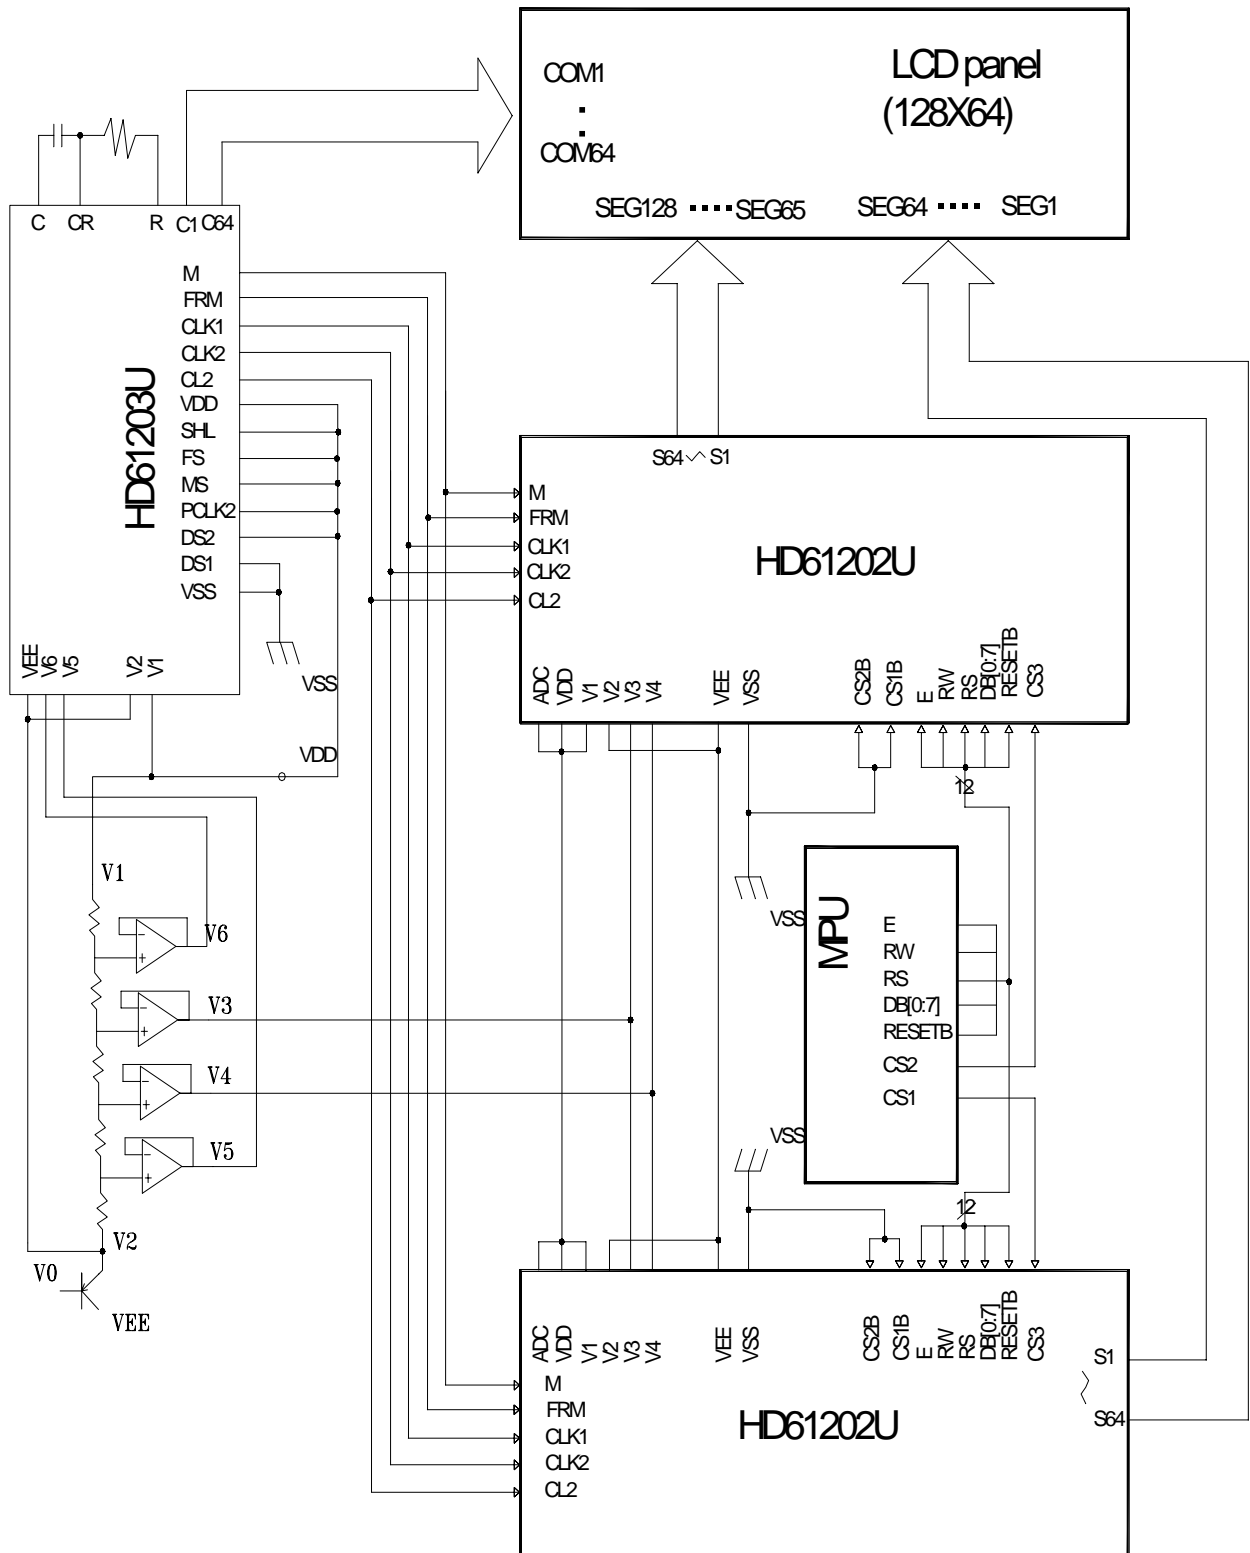 COM1
LCD panel
(128X64)
COM64
SEG128 ▪▪▪▪ SEG65
SEG64 ▪▪▪▪ SEG1
C CR R C1 C64
M
FRM
CLK1
CLK2
CL2
VDD
SHL
FS
MS
PCLK2
DS2
DS1
VSS
HD61203U
VEE
V6
V5
V2
V1
VSS
VDD
S64 ~ S1
M
FRM
CLK1
CLK2
CL2
HD61202U
ADC
VDD
V1
V2
V3
V4
VEE
VSS
CS2B
CS1B
E
RW
RS
DB[0:7]
RESETB
CS3
12
V1
V6
V3
V4
V5
V2
V0
VEE
VSS
MPU
E
RW
RS
DB[0:7]
RESETB
CS2
CS1
VSS
12
ADC
VDD
V1
V2
V3
V4
VEE
VSS
CS2B
CS1B
E
RW
RS
DB[0:7]
RESETB
CS3
S1
~
S64
M
FRM
CLK1
CLK2
CL2
HD61202U